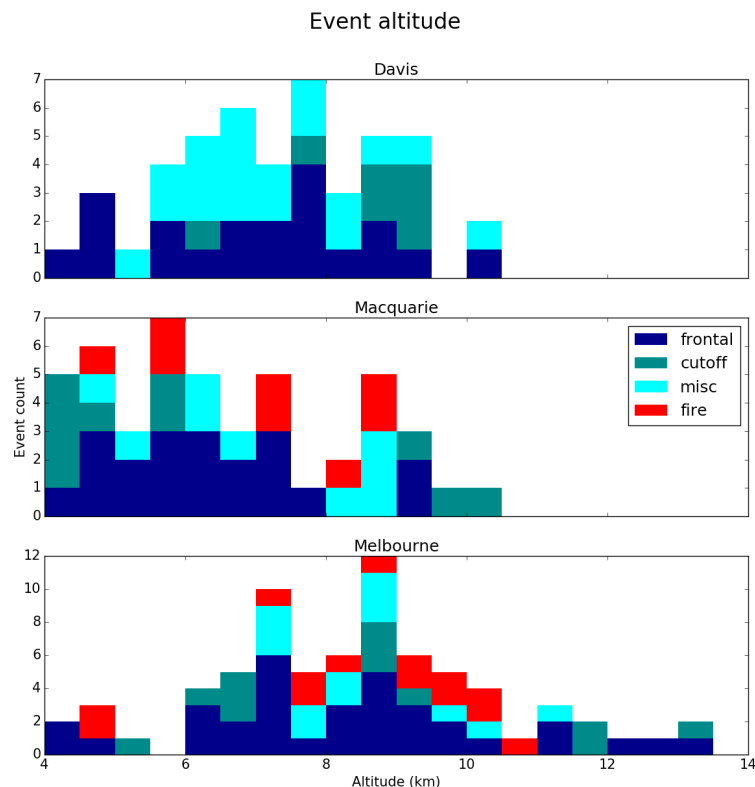 Event altitude
Davis
7
6
5
4
3
2
1
0
Macquarie
7
6
5
4
3
2
1
0
Event count
frontal
cutoff
misc
fire
Melbourne
12
10
8
6
4
2
0
4 6 8 10 12 14
Altitude (km)